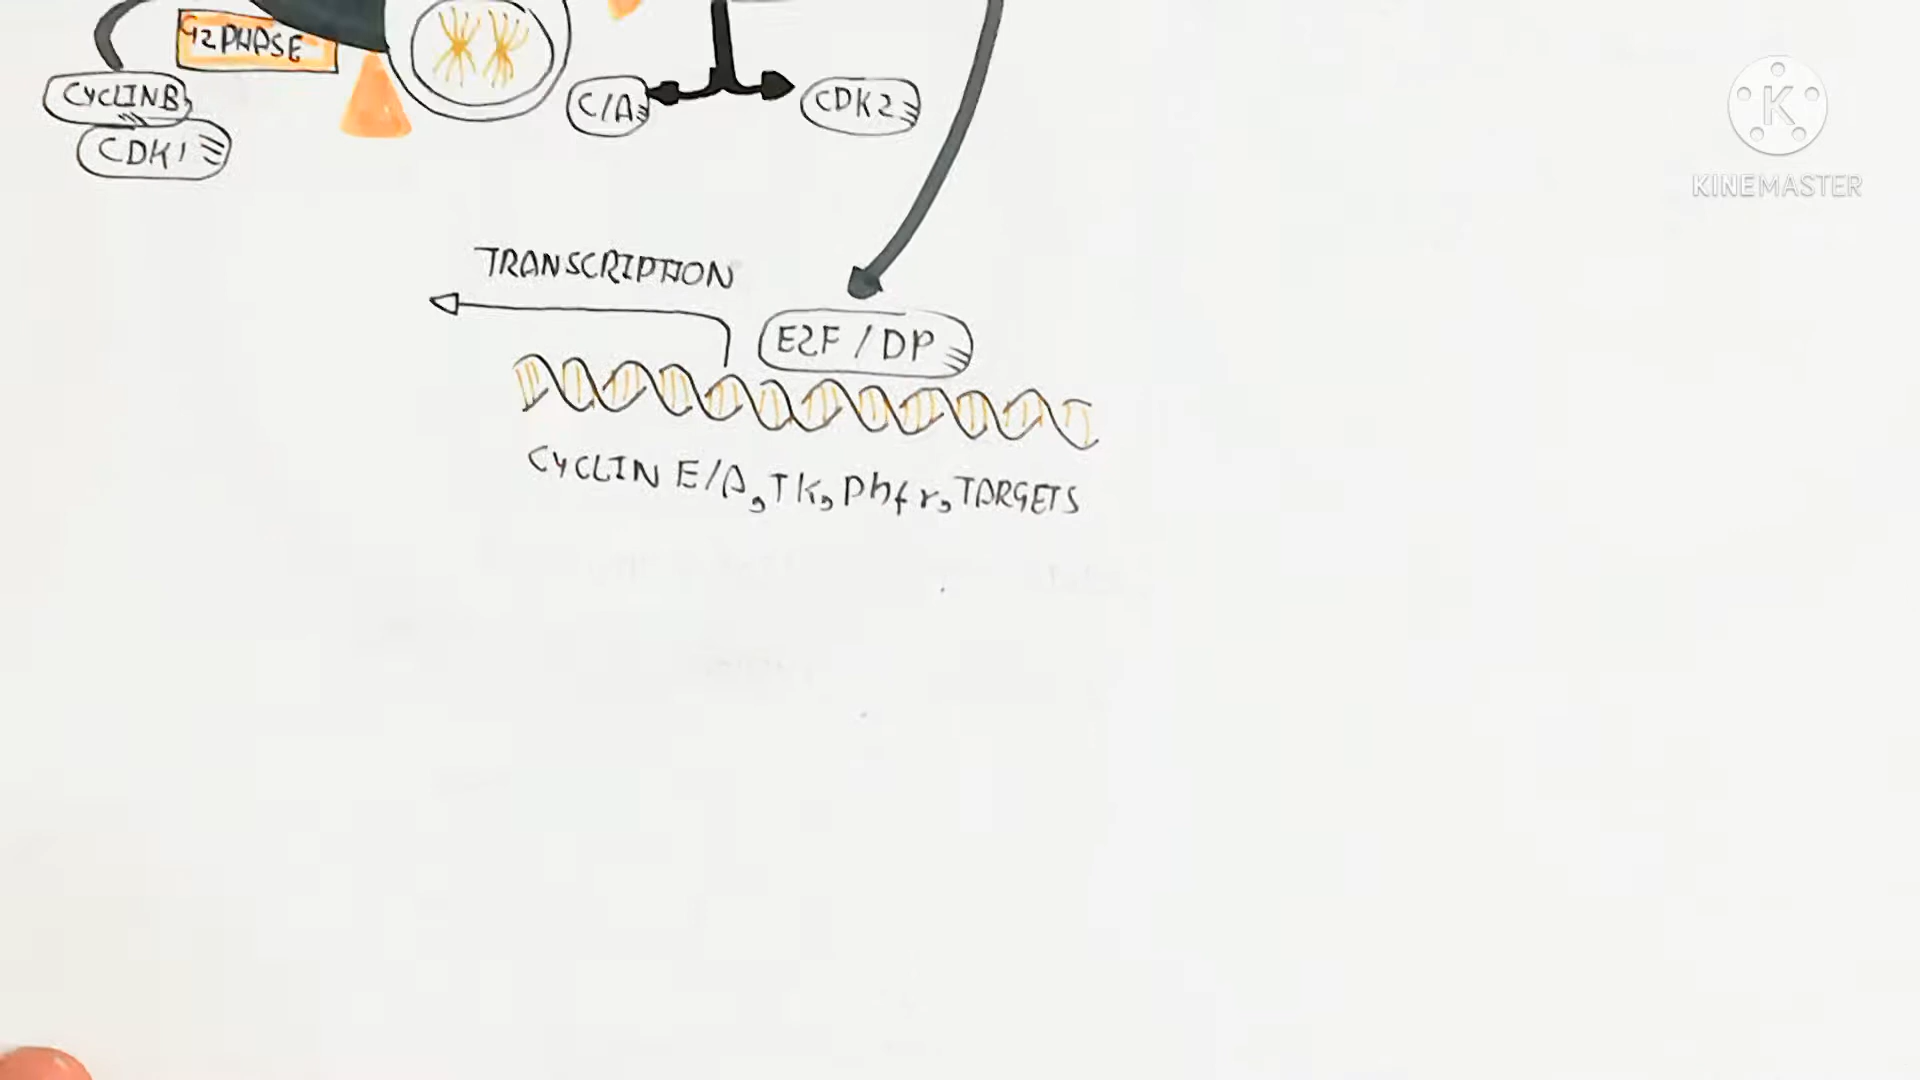 G2PHASE
CYCLINB
CDK1
C/A
CDK2
K
KINEMASTER
TRANSCRIPTION
E2F/DP
CYCLIN E/A, TK, Dhfr, TARGETS